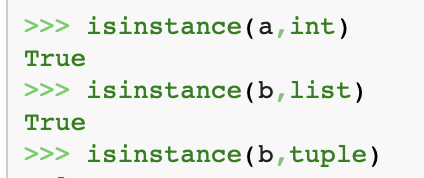 >>> isinstance(a,int)
True
>>> isinstance(b,list)
True
>>> isinstance(b,tuple)